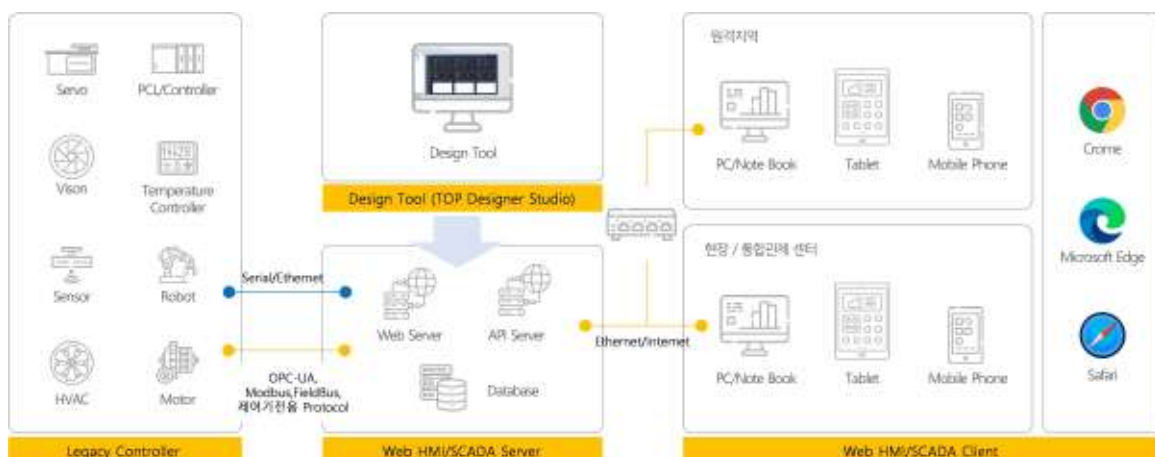 Servo
PCL/Controller
Vison
Temperature
Controller
Sensor
Robot
HVAC
Motor
Legacy Controller
Serial/Ethernet
OPC-UA,
Modbus,FieldBus,
제어기전용 Protocol
Design Tool
Design Tool (TOP Designer Studio)
Web Server
API Server
Database
Web HMI/SCADA Server
Ethernet/Internet
원격지역
PC/Note Book
Tablet
Mobile Phone
현장 / 통합관제 센터
PC/Note Book
Tablet
Mobile Phone
Web HMI/SCADA Client
Crome
Microsoft Edge
Safari